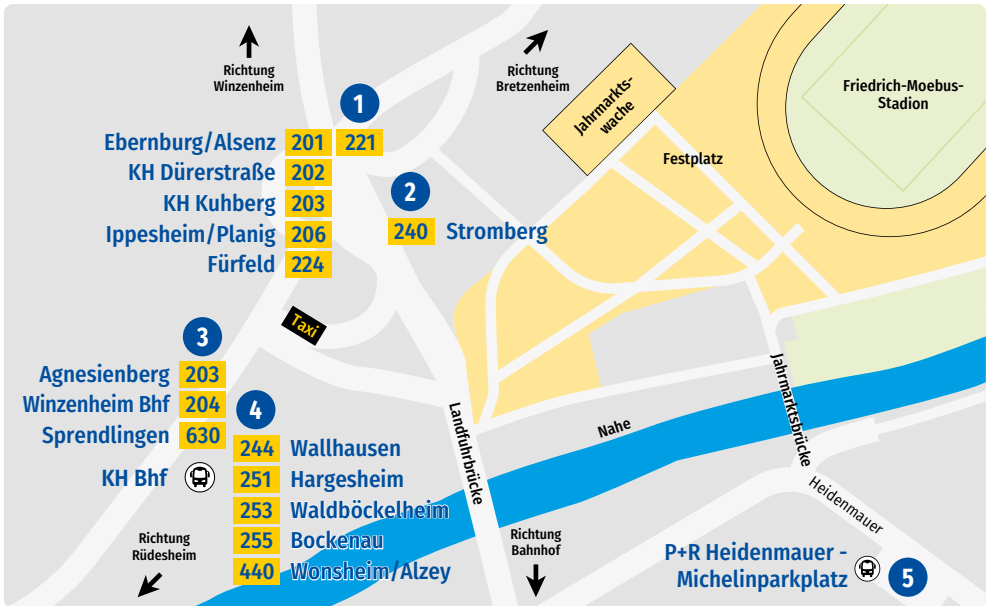 Richtung
Winzenheim
Richtung
Bretzenheim
Jahrmarkts-
wache
Festplatz
Friedrich-Moebus-
Stadion
1
Ebernburg/Alsenz 201 221
KH Dürerstraße 202
KH Kuhberg 203
Ippesheim/Planig 206
Fürfeld 224
2
240 Stromberg
Taxi
3
Agnesienberg 203
Winzenheim Bhf 204
Sprendlingen 630
KH Bhf
4
244 Wallhausen
251 Hargesheim
253 Waldböckelheim
255 Bockenau
440 Wonsheim/Alzey
Richtung
Rüdesheim
Landfuhrbrücke
Nahe
Jahrmarktsbrücke
Heidenmauer
Richtung
Bahnhof
P+R Heidenmauer -
Michelinparkplatz
5